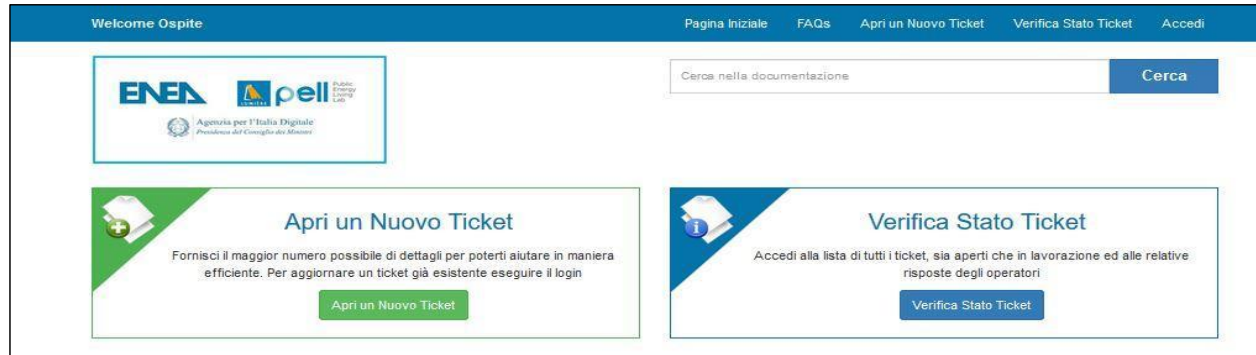 Welcome Ospite
Pagina Iniziale FAQs Apri un Nuovo Ticket Verifica Stato Ticket Accedi
Cerca nella documentazione Cerca
ENEA
LUMIÈRE pell Public Energy Living Lab
Agenzia per l'Italia Digitale
Presidenza del Consiglio dei Ministri
Apri un Nuovo Ticket
Fornisci il maggior numero possibile di dettagli per poterti aiutare in maniera
efficiente. Per aggiornare un ticket già esistente eseguire il login
Apri un Nuovo Ticket
Verifica Stato Ticket
Accedi alla lista di tutti i ticket, sia aperti che in lavorazione ed alle relative
risposte degli operatori
Verifica Stato Ticket